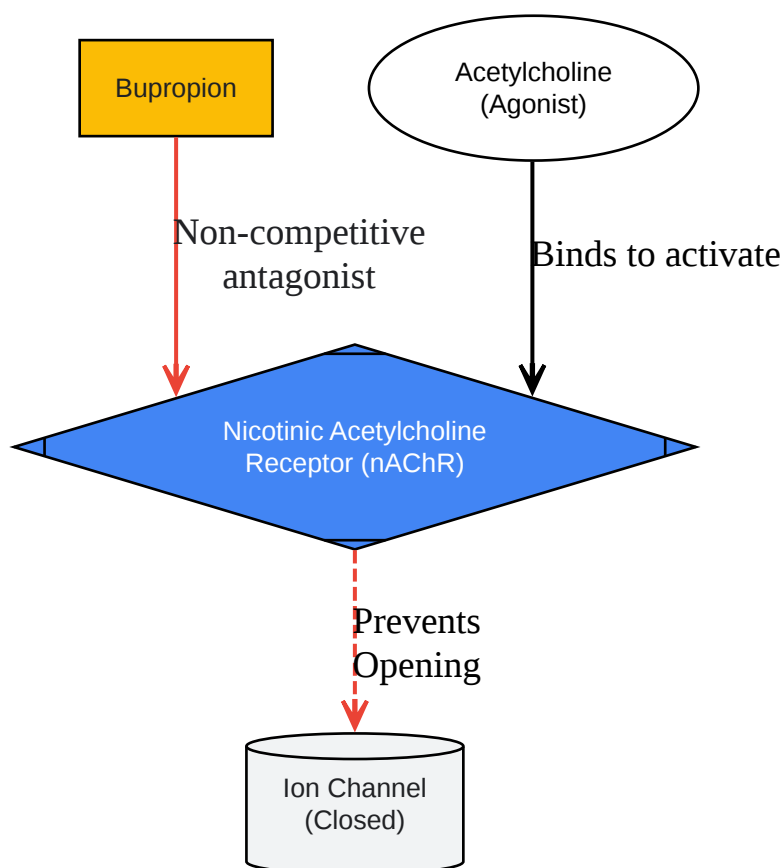 Bupropion
Acetylcholine
(Agonist)
Non-competitive
antagonist
Binds to activate
Nicotinic Acetylcholine
Receptor (nAChR)
Prevents
Opening
Ion Channel
(Closed)